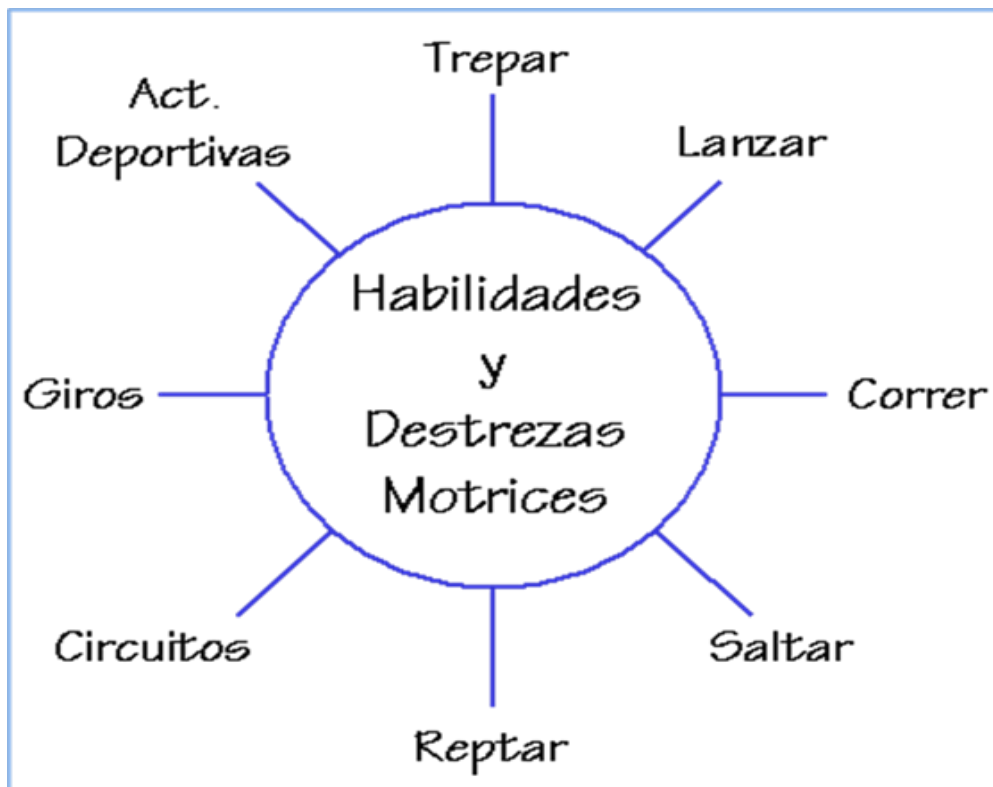 Trepar
Act.
Deportivas
Lanzar
Habilidades
y
Destrezas
Motrices
Giros
Correr
Circuitos
Saltar
Reptar